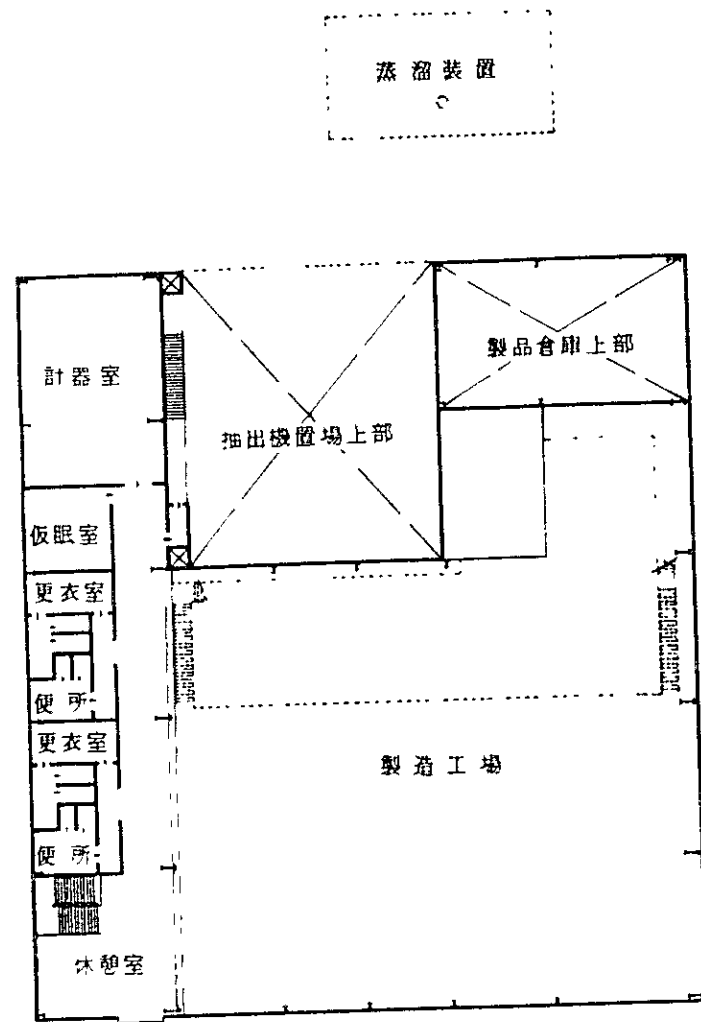 蒸溜装置
計器室
製品倉庫上部
抽出機置場上部
仮眠室
更衣室
便所
更衣室
製造工場
便所
休憩室